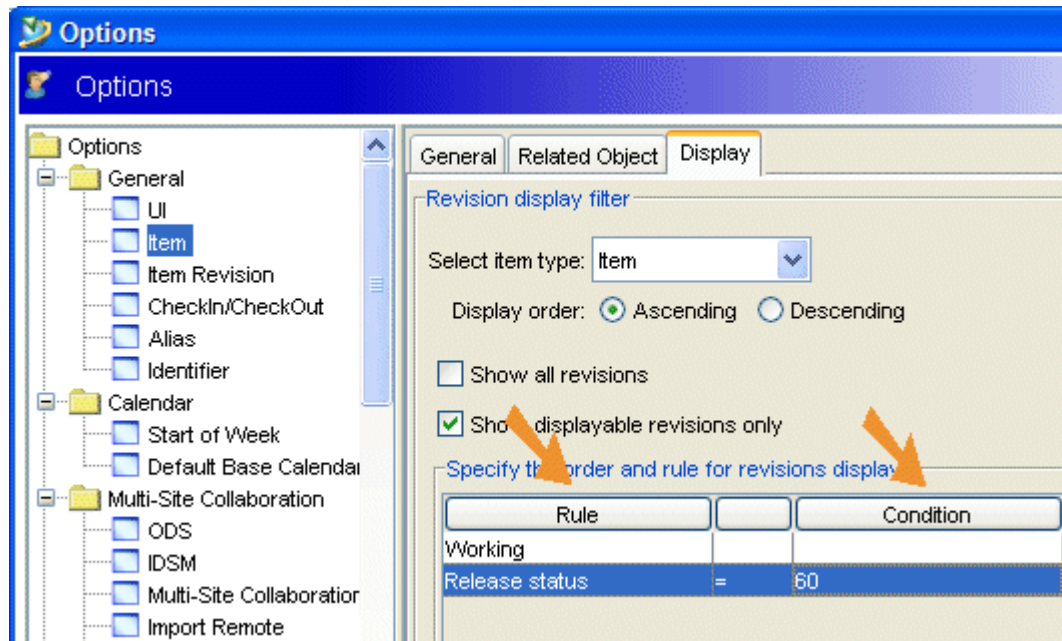 Options
Options
Options
General
UI
Item
Item Revision
CheckIn/CheckOut
Alias
Identifier
Calendar
Start of Week
Default Base Calendar
Multi-Site Collaboration
ODS
IDSM
Multi-Site Collaboration
Import Remote
General Related Object Display
Revision display filter
Select item type: Item
Display order: Ascending Descending
Show all revisions
Show displayable revisions only
Specify the order and rule for revisions display
Rule Condition
Working
Release status = 60